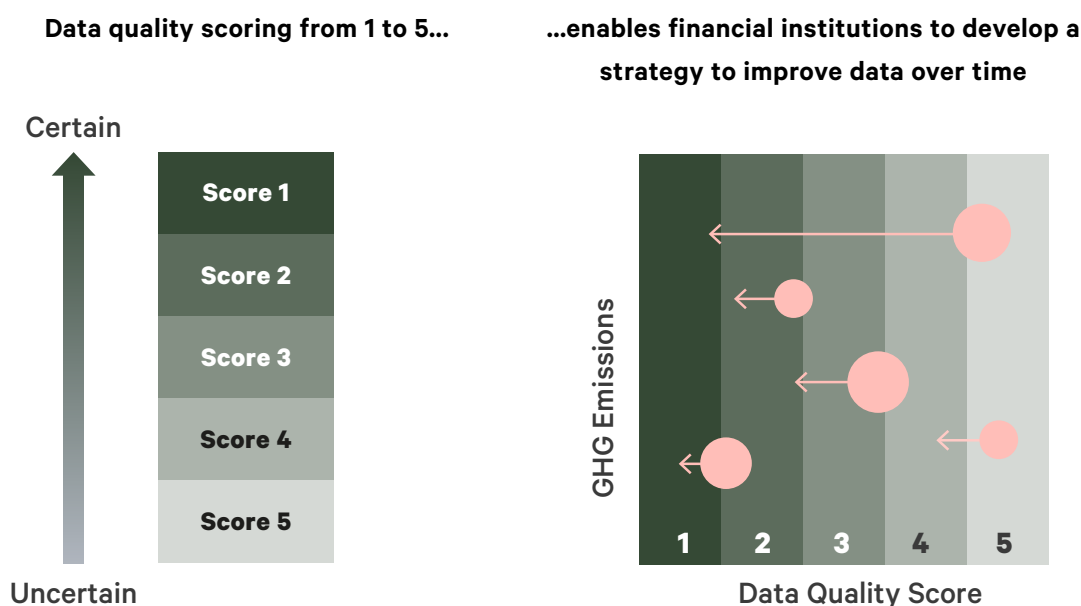 Data quality scoring from 1 to 5...
...enables financial institutions to develop a
strategy to improve data over time
Certain
Score 1
Score 2
Score 3
Score 4
Score 5
Uncertain
GHG Emissions
1 2 3 4 5
Data Quality Score